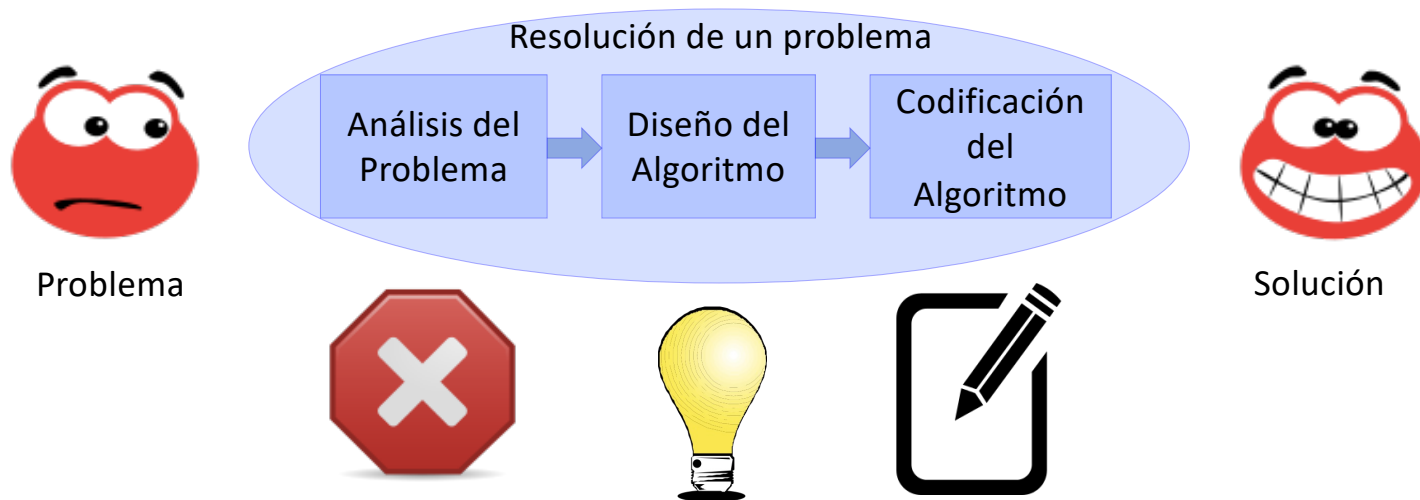 Resolución de un problema
Análisis del
Problema
Diseño del
Algoritmo
Codificación
del
Algoritmo
Problema
Solución